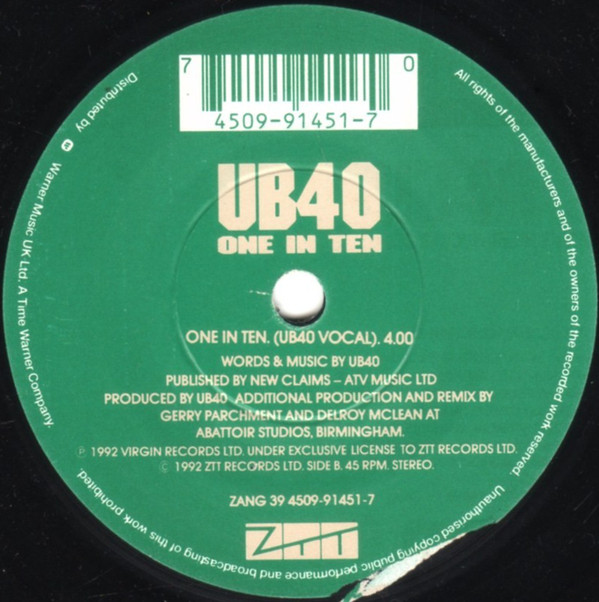 7 0
4509-91451-7
UB40
ONE IN TEN
ONE IN TEN. (UB40 VOCAL). 4.00
WORDS & MUSIC BY UB40
PUBLISHED BY NEW CLAIMS – ATV MUSIC LTD
PRODUCED BY UB40 ADDITIONAL PRODUCTION AND REMIX BY
GERRY PARCHMENT AND DELROY MCLEAN AT
ABATTOIR STUDIOS, BIRMINGHAM.
Ⓟ 1992 VIRGIN RECORDS LTD. UNDER EXCLUSIVE LICENSE TO ZTT RECORDS LTD.
© 1992 ZTT RECORDS LTD. SIDE B. 45 RPM. STEREO.
ZANG 39 4509-91451-7
ZTT
All rights of the manufacturers and of the owners of the recorded work reserved.
Unauthorised copying public performance and broadcasting of this work prohibited.
Distributed by Warner Music UK Ltd. A Time Warner Company.